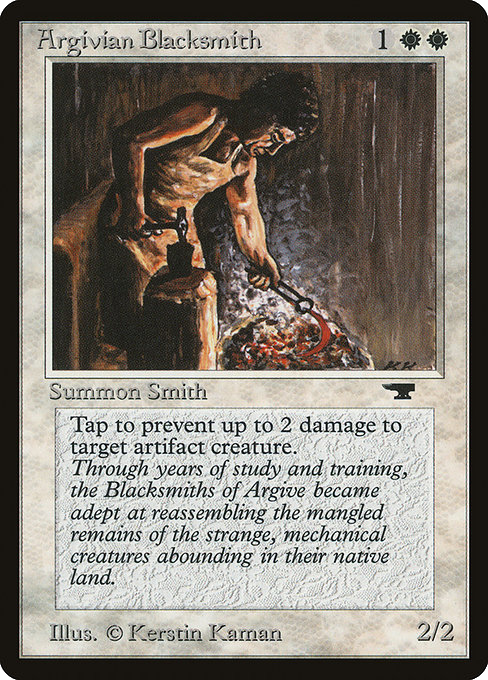 Argivian Blacksmith 1
KK
Summon Smith
Tap to prevent up to 2 damage to
target artifact creature.
Through years of study and training,
the Blacksmiths of Argive became
adept at reassembling the mangled
remains of the strange, mechanical
creatures abounding in their native
land.
Illus. © Kerstin Kaman 2/2